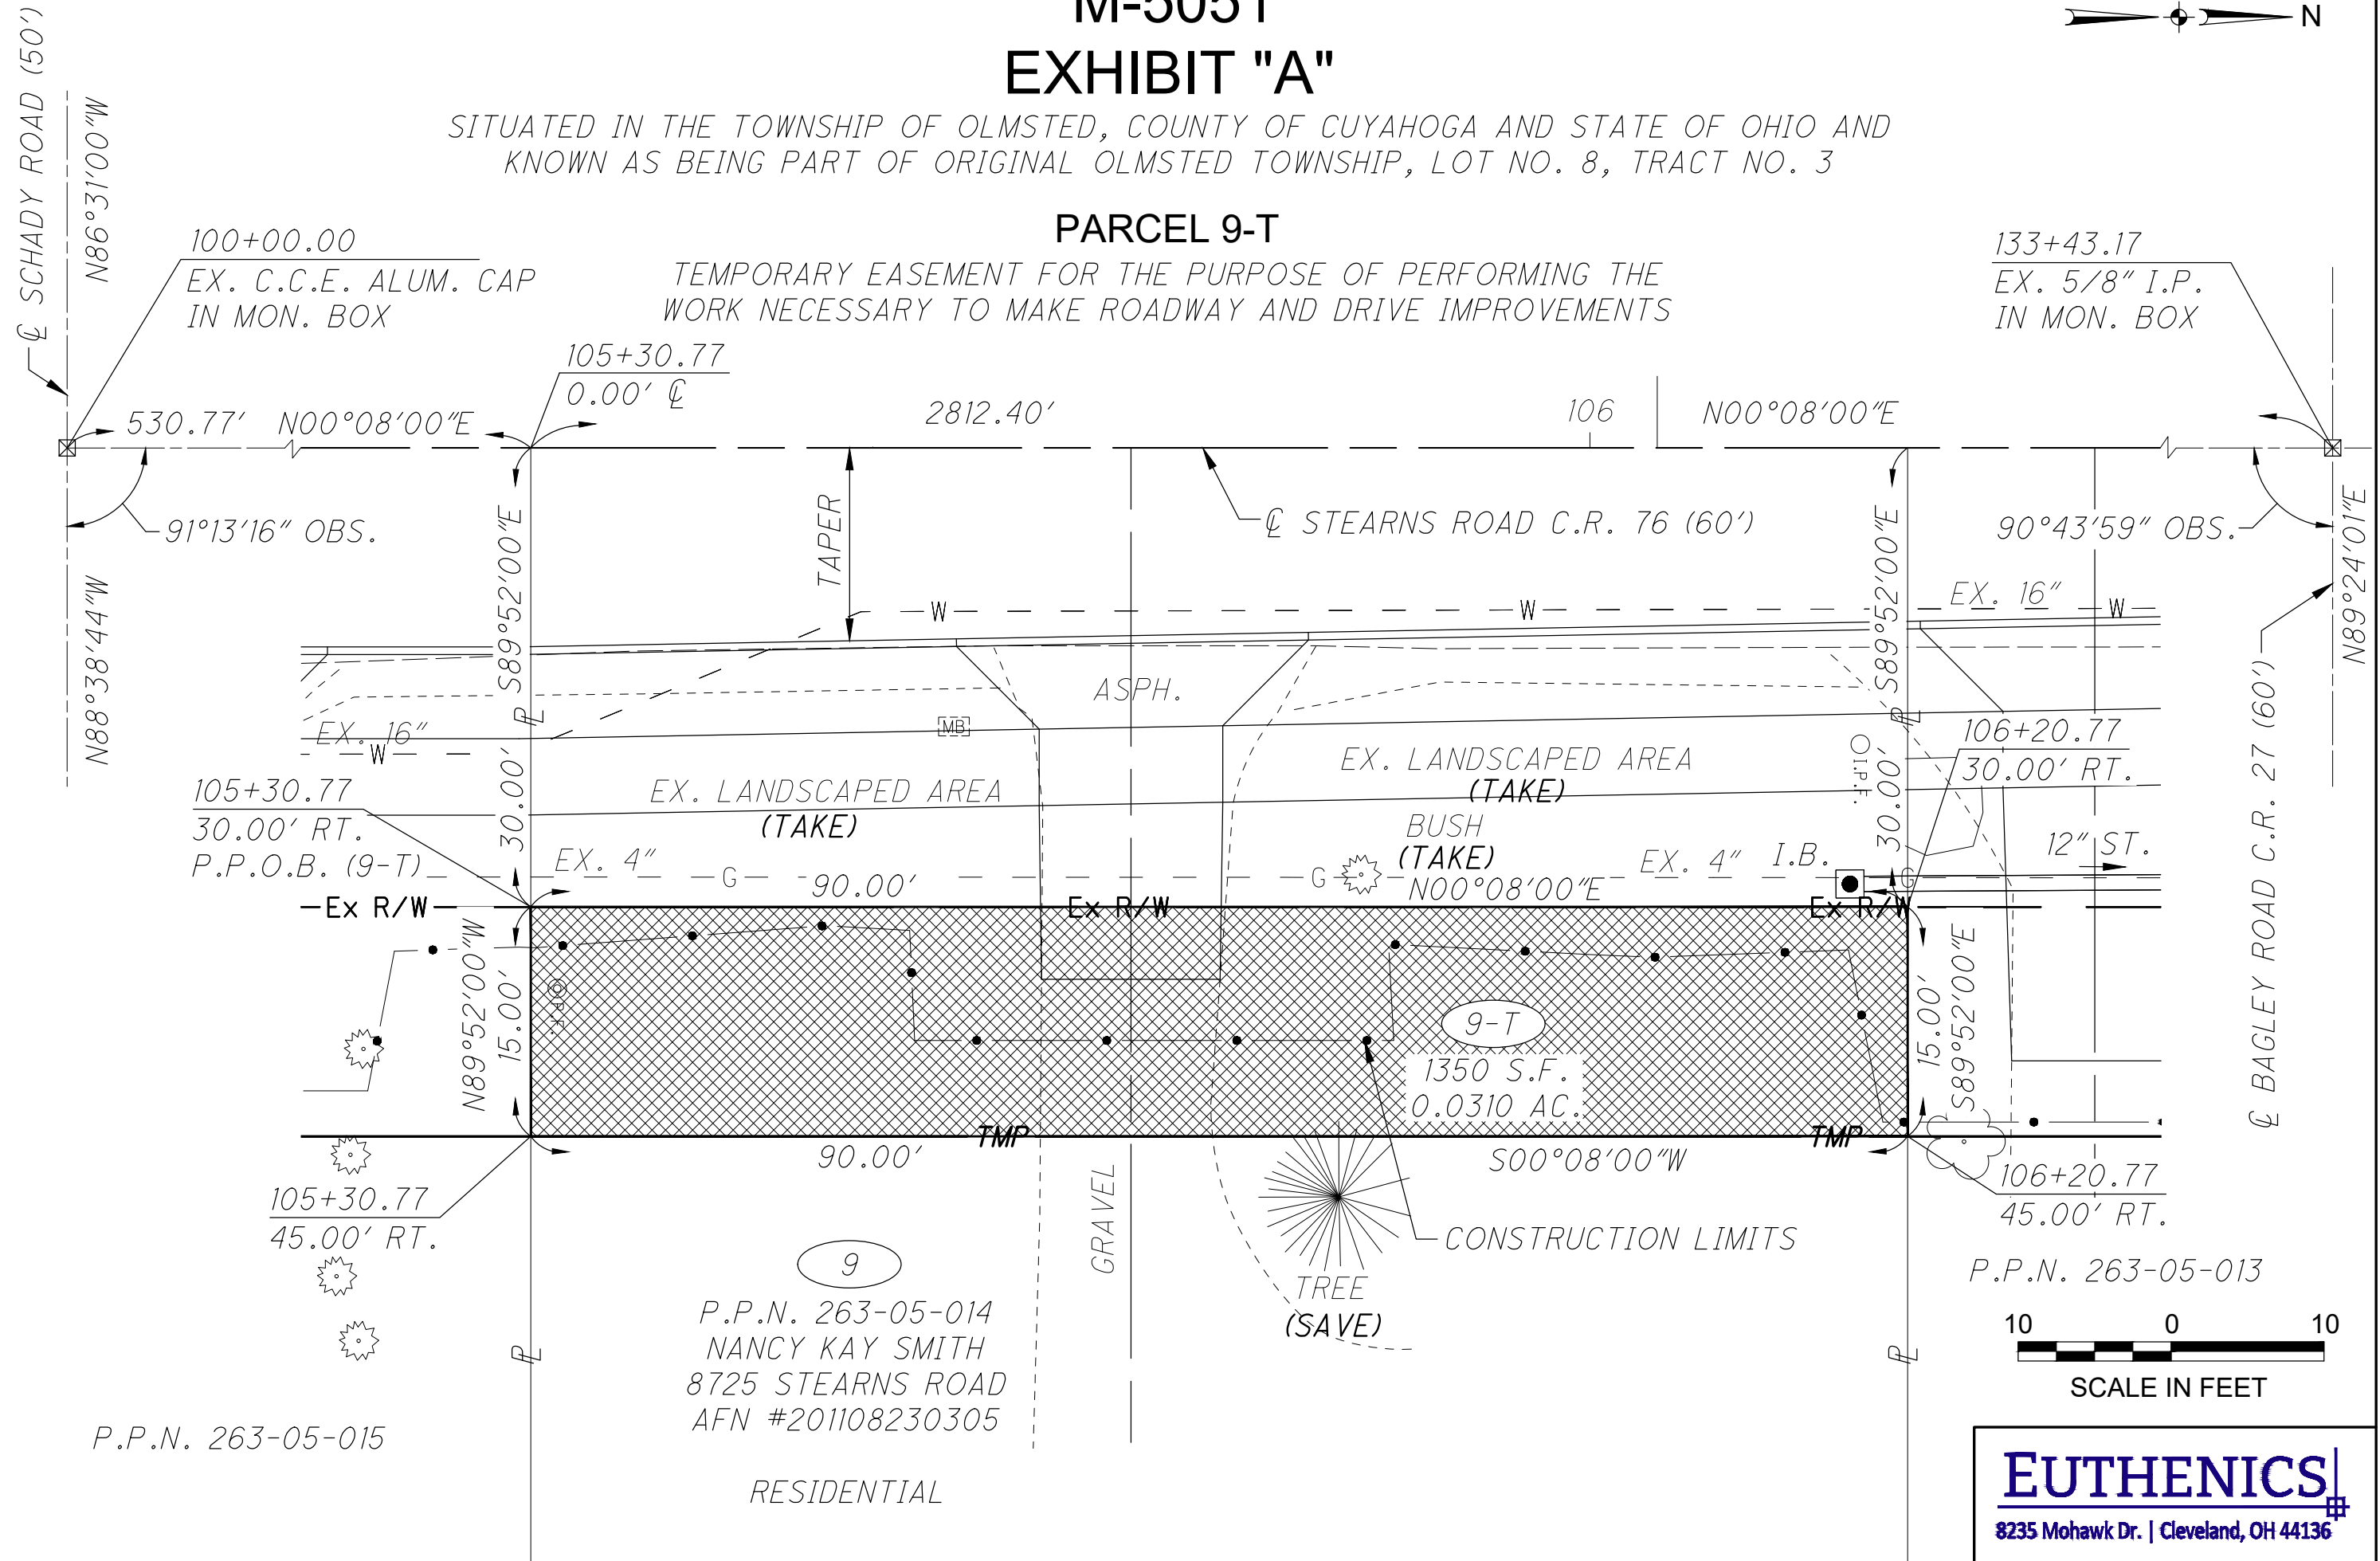 M-5051
EXHIBIT "A"
N
SITUATED IN THE TOWNSHIP OF OLMSTED, COUNTY OF CUYAHOGA AND STATE OF OHIO AND
KNOWN AS BEING PART OF ORIGINAL OLMSTED TOWNSHIP, LOT NO. 8, TRACT NO. 3
PARCEL 9-T
TEMPORARY EASEMENT FOR THE PURPOSE OF PERFORMING THE
WORK NECESSARY TO MAKE ROADWAY AND DRIVE IMPROVEMENTS
℄ SCHADY ROAD (50')
N86°31'00"W
100+00.00
EX. C.C.E. ALUM. CAP
IN MON. BOX
133+43.17
EX. 5/8" I.P.
IN MON. BOX
105+30.77
0.00' ℄
530.77'
N00°08'00"E
2812.40'
106
N00°08'00"E
91°13'16" OBS.
N88°38'44"W
S89°52'00"E
TAPER
℄ STEARNS ROAD C.R. 76 (60')
S89°52'00"E
90°43'59" OBS.
N89°24'01"E
W
W
EX. 16"
W
ASPH.
MB
EX. 16"
W
℄ BAGLEY ROAD C.R. 27 (60')
30.00'
EX. LANDSCAPED AREA
(TAKE)
EX. LANDSCAPED AREA
(TAKE)
I.P.F.
30.00'
106+20.77
30.00' RT.
105+30.77
30.00' RT.
P.P.O.B. (9-T)
BUSH
(TAKE)
EX. 4"
G
90.00'
G
N00°08'00"E
EX. 4"
I.B.
G
12" ST.
Ex R/W
Ex R/W
Ex R/W
N89°52'00"W
15.00'
I.P.F.
9-T
1350 S.F.
0.0310 AC.
15.00'
S89°52'00"E
TMP
TMP
90.00'
S00°08'00"W
105+30.77
45.00' RT.
106+20.77
45.00' RT.
GRAVEL
CONSTRUCTION LIMITS
TREE
(SAVE)
9
P.P.N. 263-05-014
NANCY KAY SMITH
8725 STEARNS ROAD
AFN #201108230305
RESIDENTIAL
P.P.N. 263-05-015
P.P.N. 263-05-013
10 0 10
SCALE IN FEET
EUTHENICS
8235 Mohawk Dr. | Cleveland, OH 44136